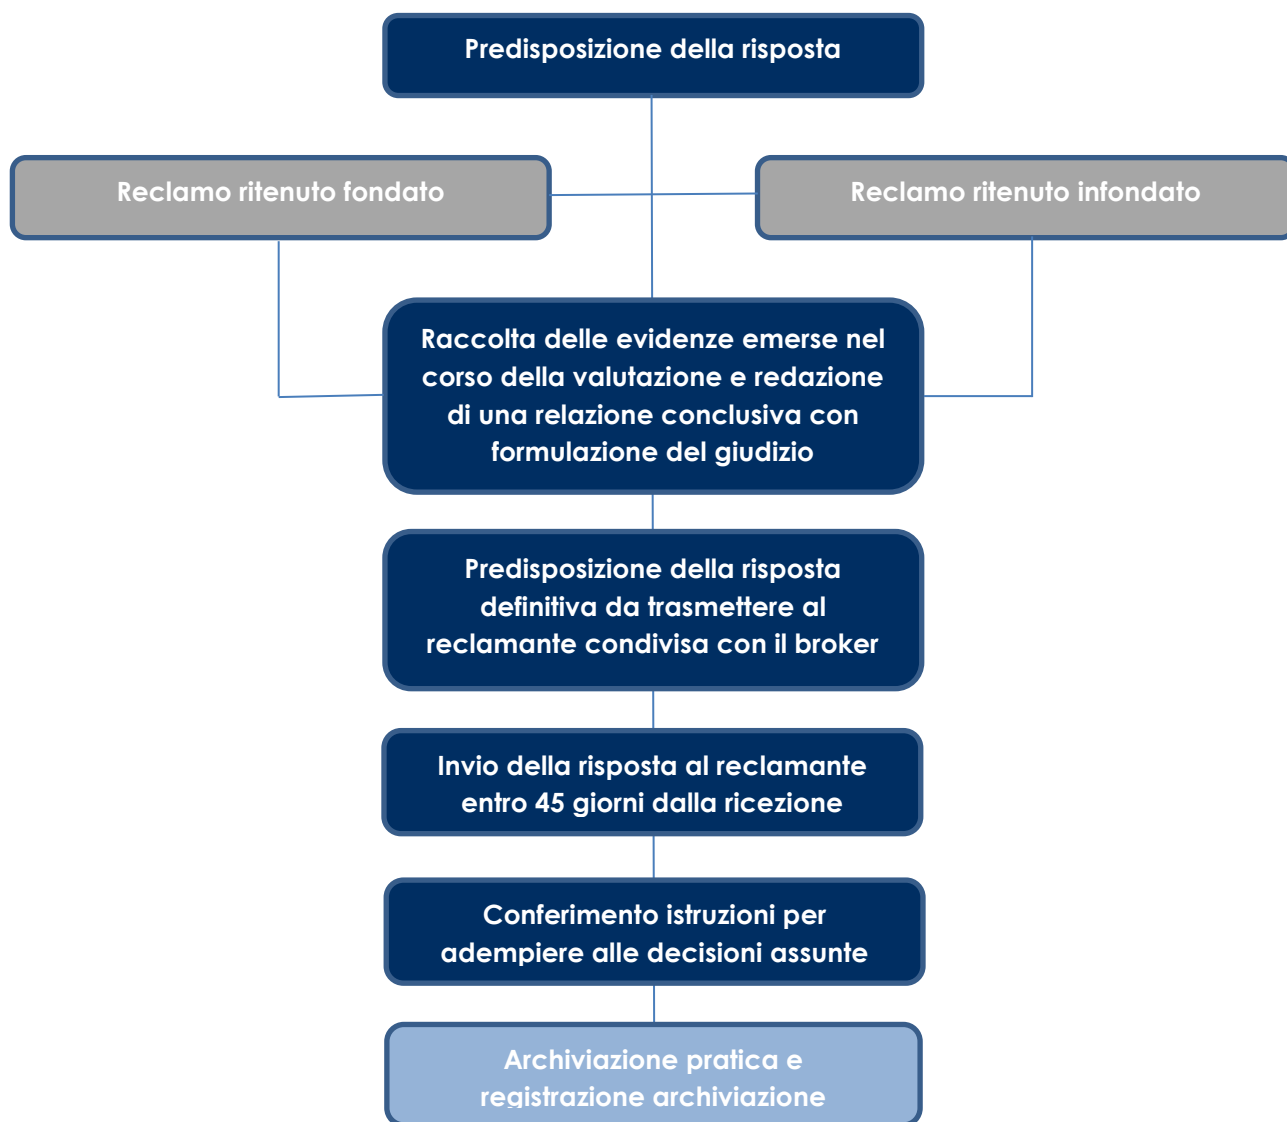 Predisposizione della risposta
Reclamo ritenuto fondato
Reclamo ritenuto infondato
Raccolta delle evidenze emerse nel
corso della valutazione e redazione
di una relazione conclusiva con
formulazione del giudizio
Predisposizione della risposta
definitiva da trasmettere al
reclamante condivisa con il broker
Invio della risposta al reclamante
entro 45 giorni dalla ricezione
Conferimento istruzioni per
adempiere alle decisioni assunte
Archiviazione pratica e
registrazione archiviazione